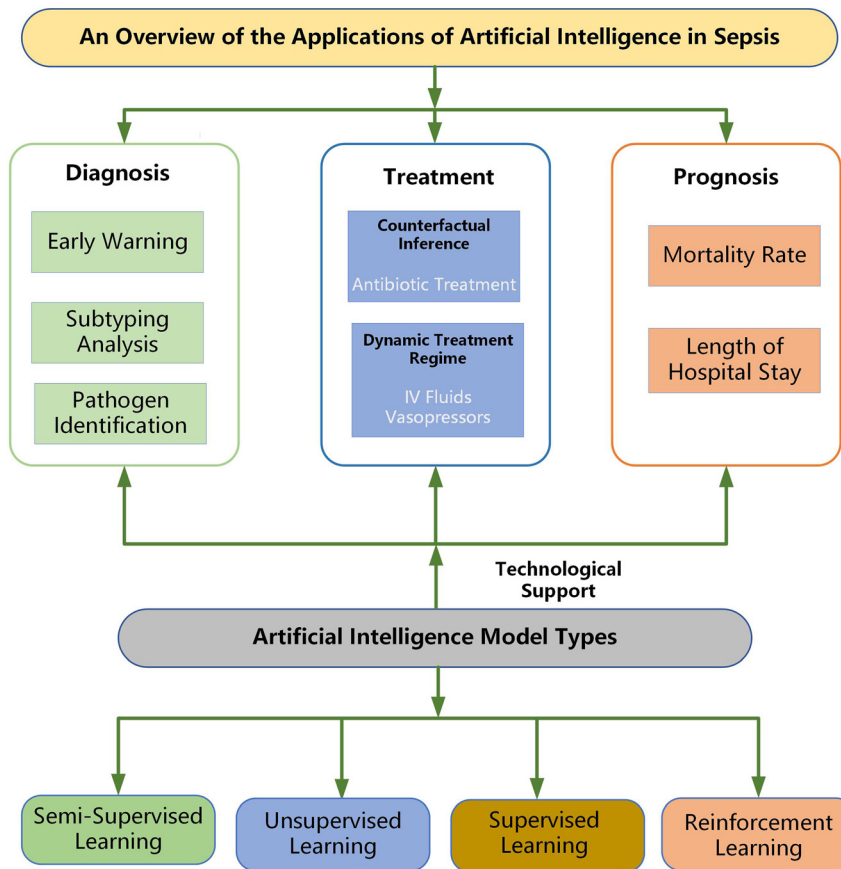 An Overview of the Applications of Artificial Intelligence in Sepsis
Diagnosis
Early Warning
Subtyping
Analysis
Pathogen
Identification
Treatment
Counterfactual
Inference
Antibiotic Treatment
Dynamic Treatment
Regime
IV Fluids
Vasopressors
Prognosis
Mortality Rate
Length of
Hospital Stay
Technological
Support
Artificial Intelligence Model Types
Semi-Supervised
Learning
Unsupervised
Learning
Supervised
Learning
Reinforcement
Learning